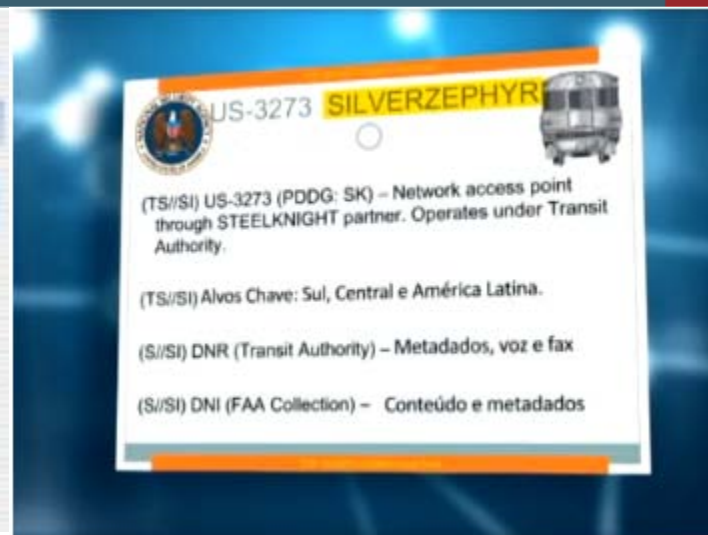 US-3273 SILVERZEPHYR
(TS//SI) US-3273 (PDDG: SK) – Network access point
through STEELKNIGHT partner. Operates under Transit
Authority.
(TS//SI) Alvos Chave: Sul, Central e América Latina.
(S//SI) DNR (Transit Authority) – Metadados, voz e fax
(S//SI) DNI (FAA Collection) – Conteúdo e metadados